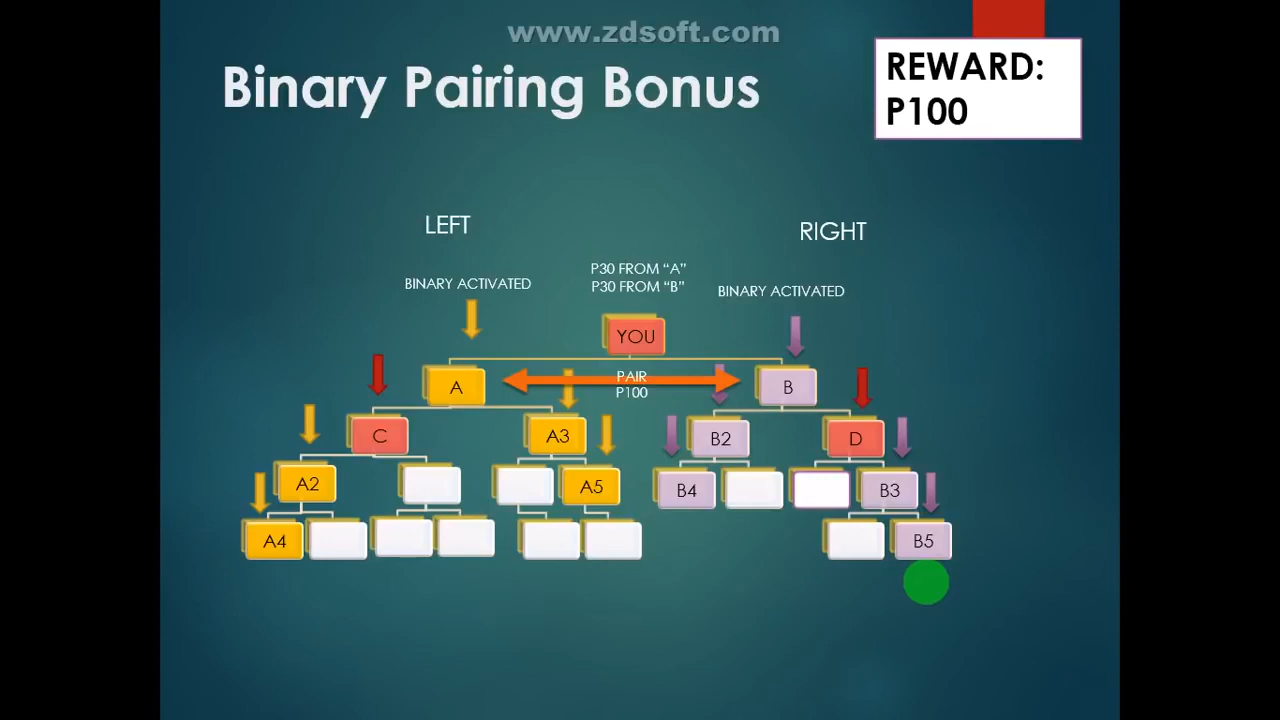 www.zdsoft.com
Binary Pairing Bonus
REWARD:
P100
LEFT
RIGHT
BINARY ACTIVATED
P30 FROM “A”
P30 FROM “B”
BINARY ACTIVATED
YOU
A
PAIR
P100
B
C
A3
B2
D
A2
A5
B4
B3
A4
B5